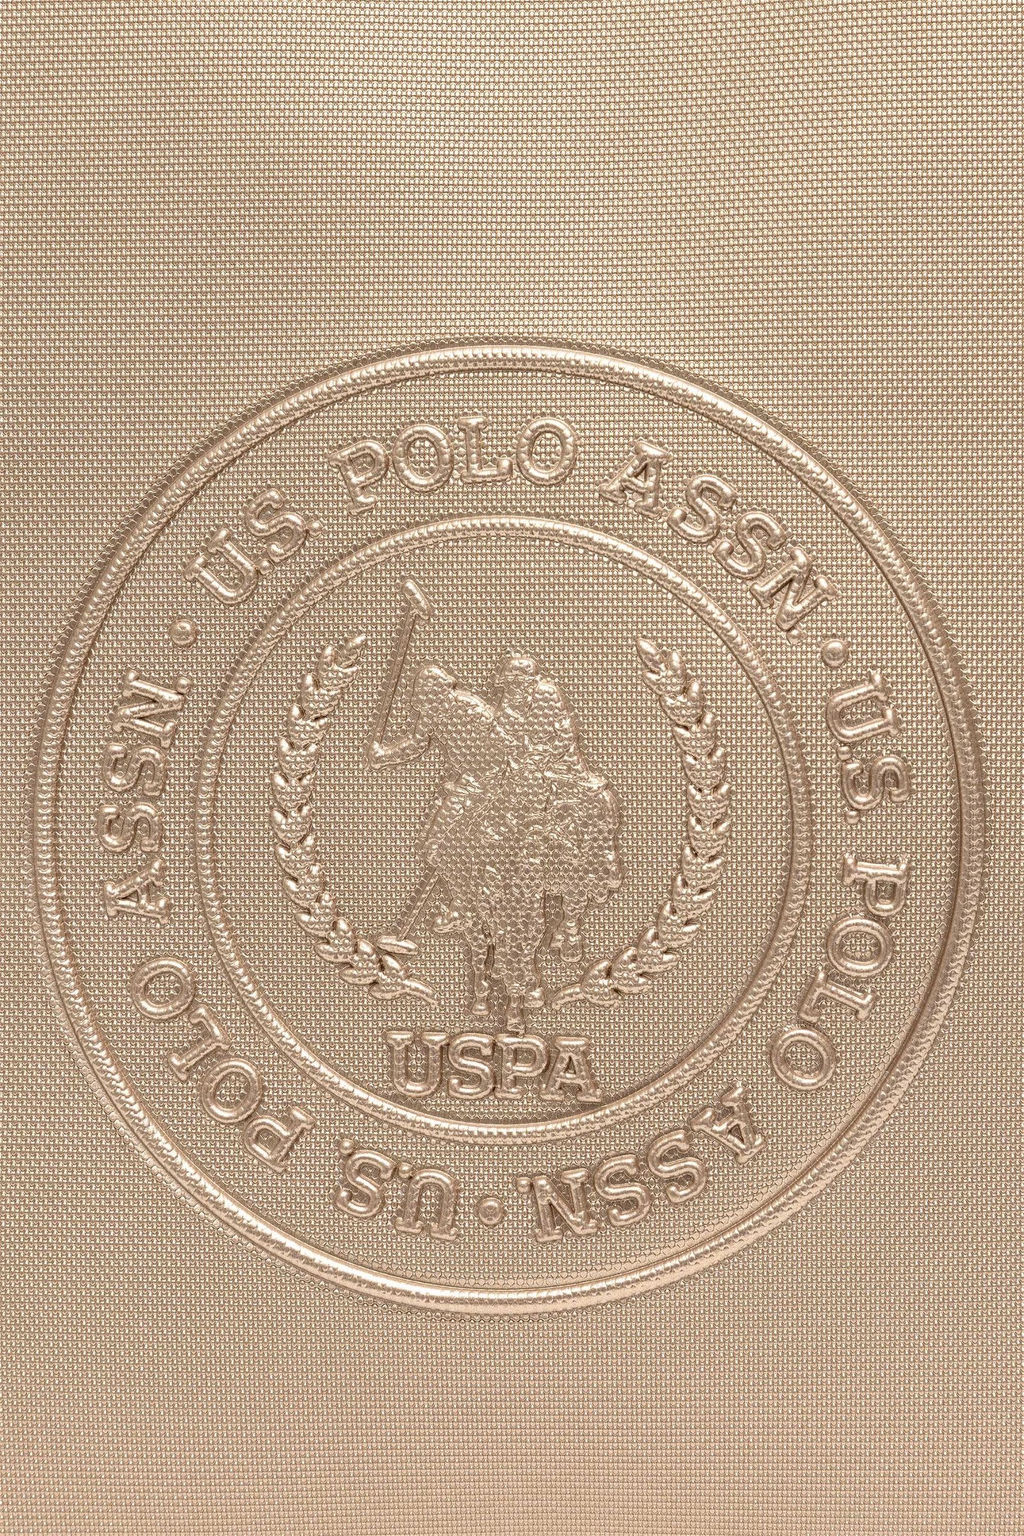 U.S. POLO ASSN. · U.S. POLO ASSN. · U.S. POLO ASSN. ·
USPA